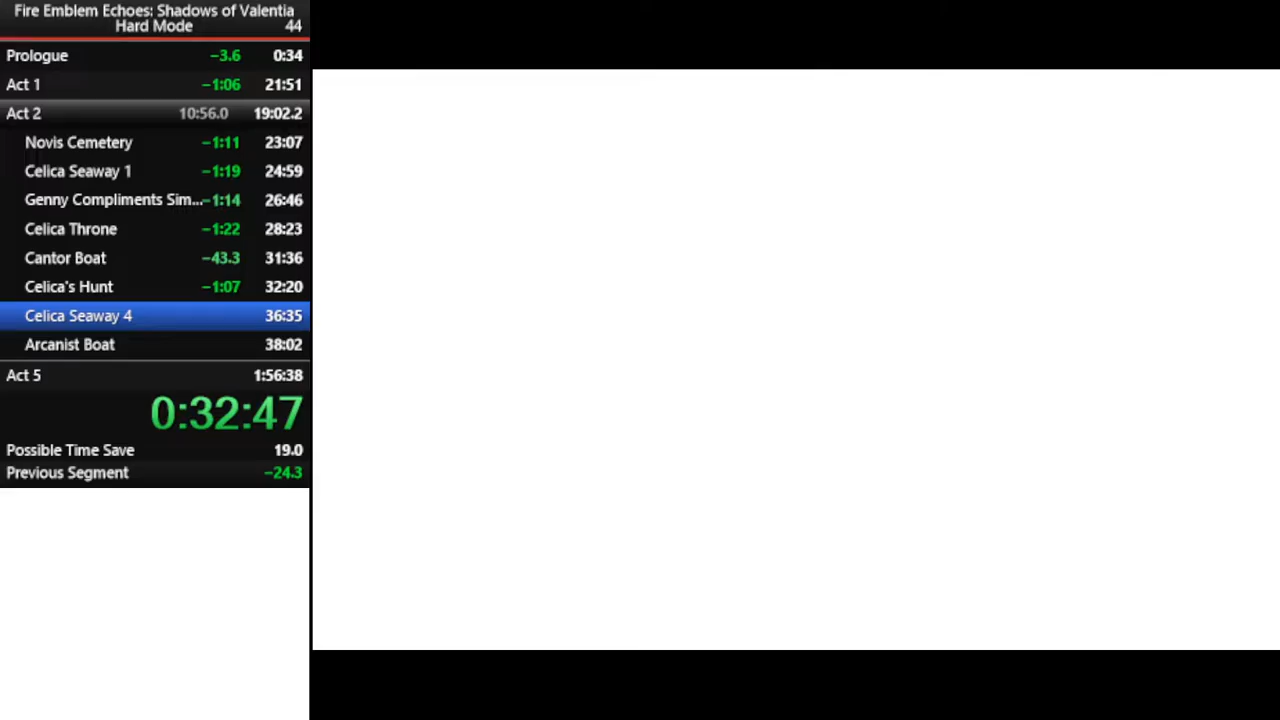 Fire Emblem Echoes: Shadows of Valentia
Hard Mode 44
Prologue −3.6 0:34
Act 1 −1:06 21:51
Act 2 10:56.0 19:02.2
Novis Cemetery −1:11 23:07
Celica Seaway 1 −1:19 24:59
Genny Compliments Sim... −1:14 26:46
Celica Throne −1:22 28:23
Cantor Boat −43.3 31:36
Celica's Hunt −1:07 32:20
Celica Seaway 4 36:35
Arcanist Boat 38:02
Act 5 1:56:38
0:32:47
Possible Time Save 19.0
Previous Segment −24.3